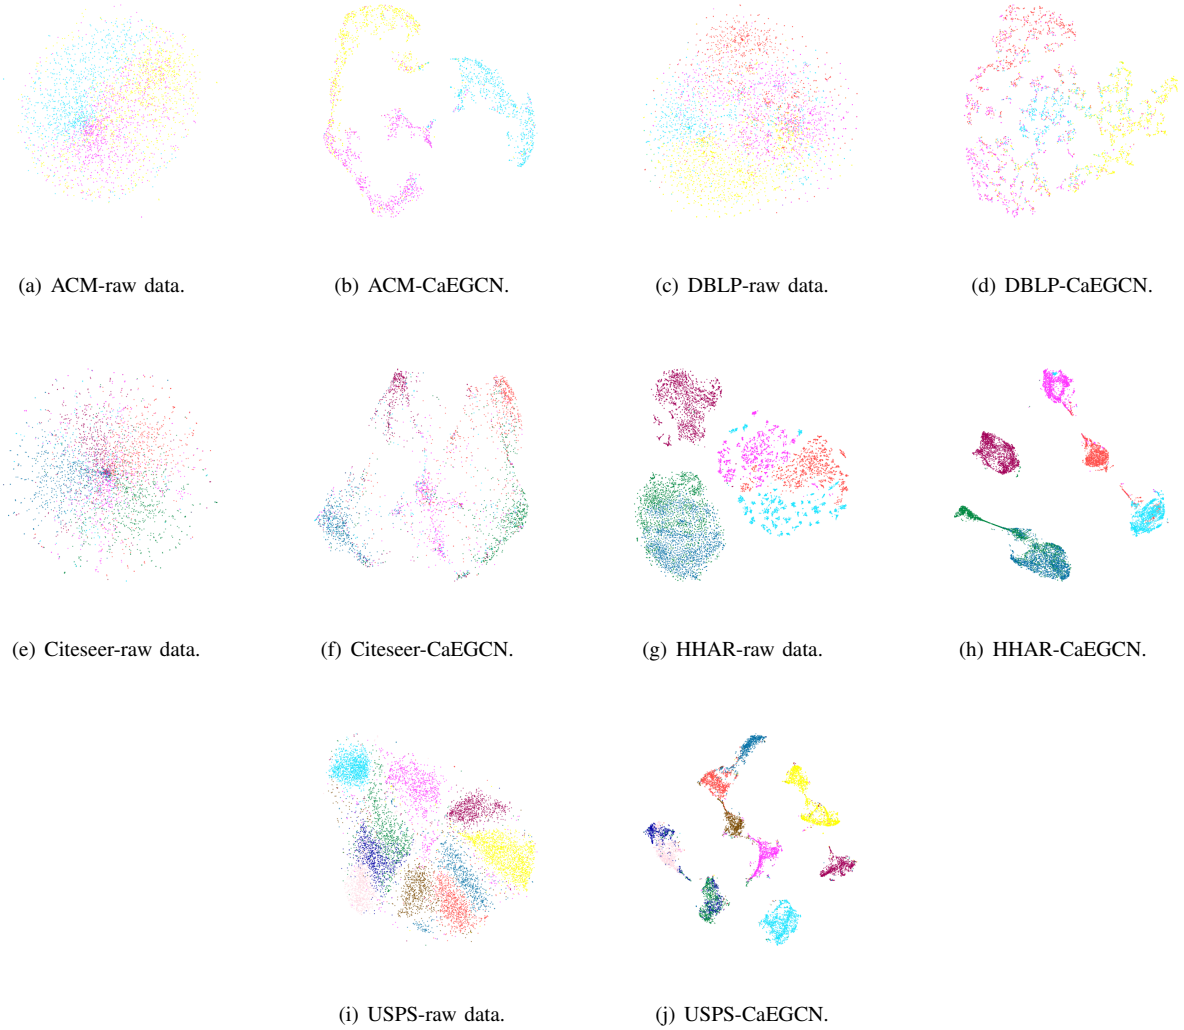 (a) ACM-raw data.
(b) ACM-CaEGCN.
(c) DBLP-raw data.
(d) DBLP-CaEGCN.
(e) Citeseer-raw data.
(f) Citeseer-CaEGCN.
(g) HHAR-raw data.
(h) HHAR-CaEGCN.
(i) USPS-raw data.
(j) USPS-CaEGCN.